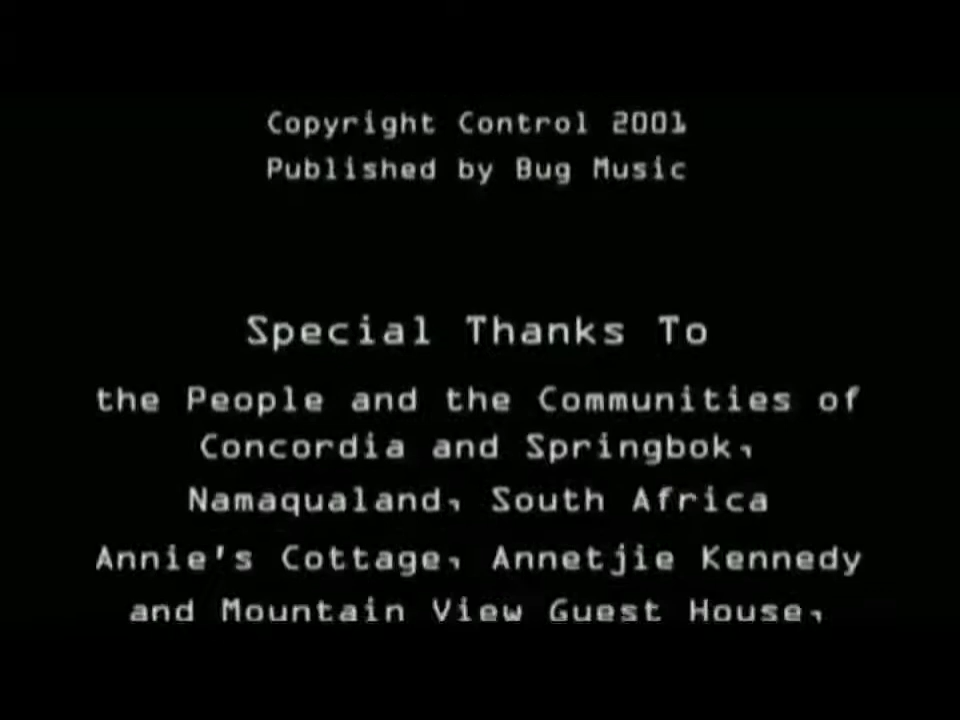 Copyright Control 2001
Published by Bug Music
Special Thanks To
the People and the Communities of
Concordia and Springbok,
Namaqualand, South Africa
Annie's Cottage, Annetjie Kennedy
and Mountain View Guest House,